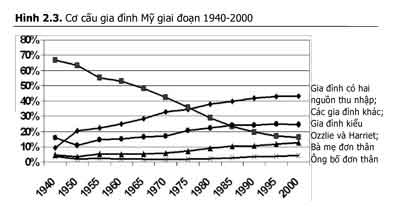 Hình 2.3. Cơ cấu gia đình Mỹ giai đoạn 1940-2000
80%
70%
60%
50%
40%
30%
20%
10%
0%
1940
1950
1955
1960
1965
1970
1975
1980
1985
1990
1995
2000
Gia đình có hai
nguồn thu nhập;
Các gia đình khác;
Gia đình kiểu
Ozzlie và Harriet;
Bà mẹ đơn thân
Ông bố đơn thân